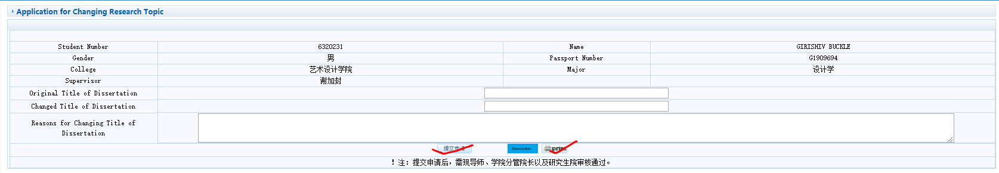 Application for Changing Research Topic
Student Number 6320231 Name GIRISHIV BUCKLE
Gender 男 Passport Number G1909694
College 艺术设计学院 Major 设计学
Supervisor 谢加封
Original Title of Dissertation
Changed Title of Dissertation
Reasons for Changing Title of
Dissertation
提交申请 Revoke print
！注：提交申请后，需现导师、学院分管院长以及研究生院审核通过。